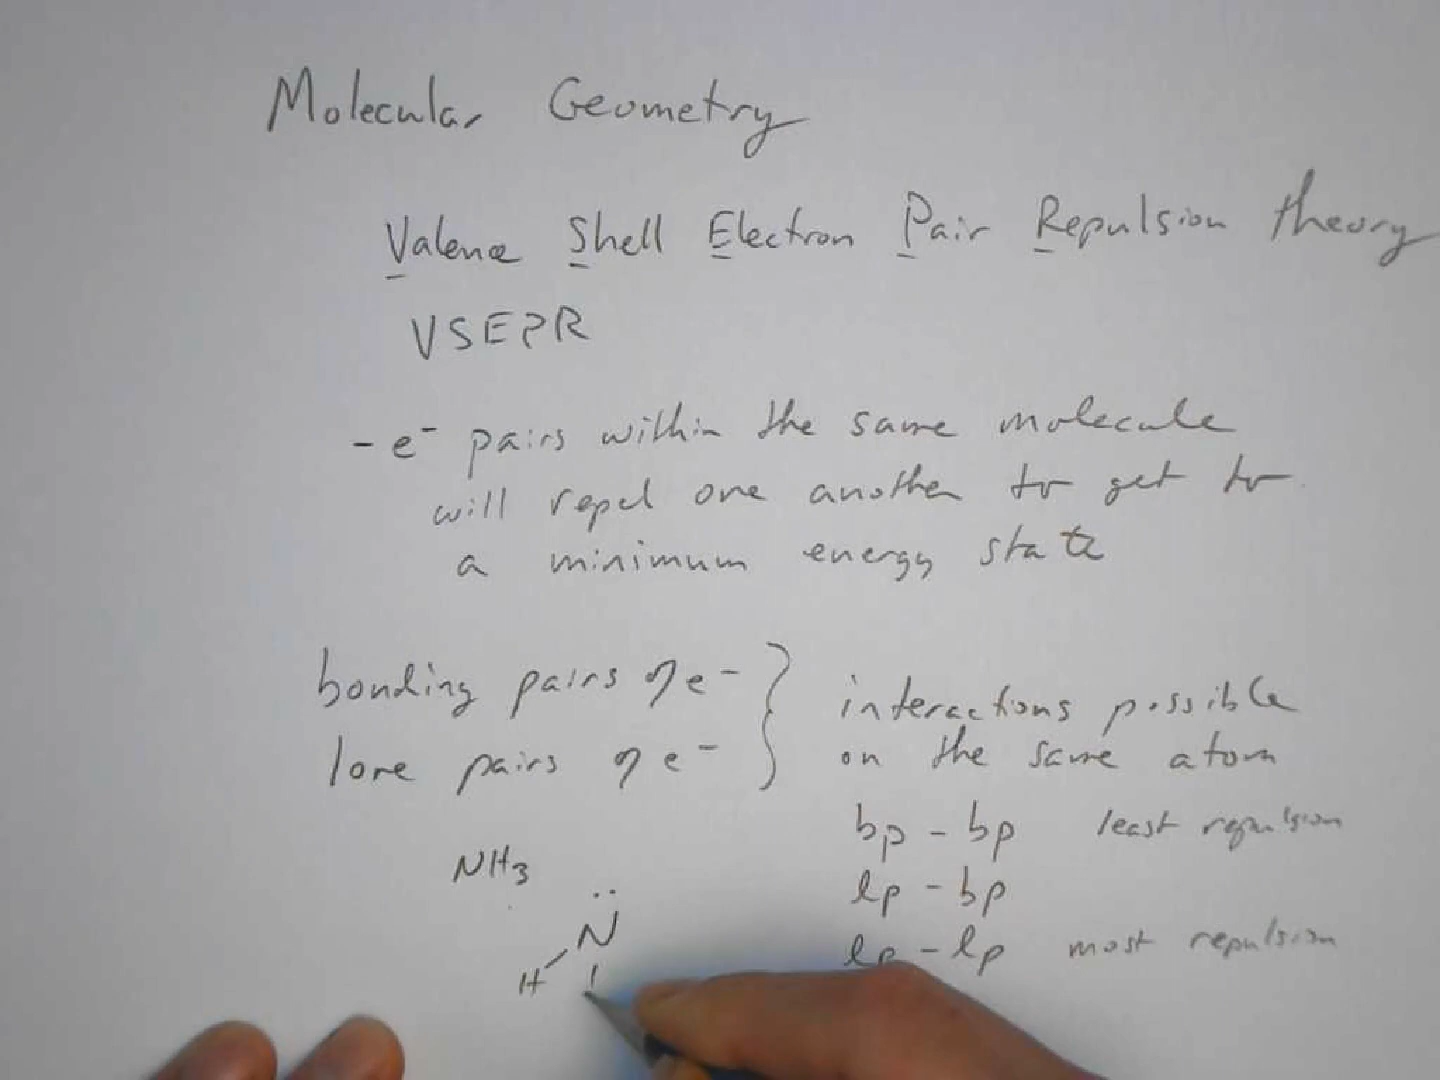 Molecular Geometry
Valence Shell Electron Pair Repulsion theory
VSEPR
- e⁻ pairs within the same molecule
will repel one another to get to
a minimum energy state
bonding pairs of e⁻ } interactions possible
lone pairs of e⁻ on the same atom
bp - bp least repulsion
lp - bp
lp - lp most repulsion
NH₃
··
N
H